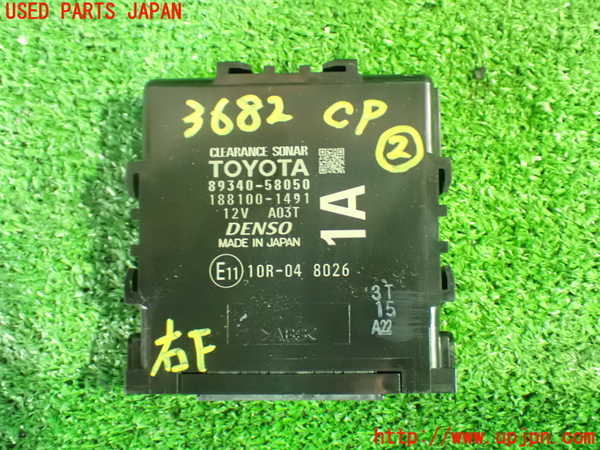 USED PARTS JAPAN
3682 CP
②
CLEARANCE SONAR
TOYOTA
89340-58050
188100-1491
12V A03T
DENSO
MADE IN JAPAN
1A
E11 10R-04 8026
3T
15
A22
右下
http://www.upjpn.com/